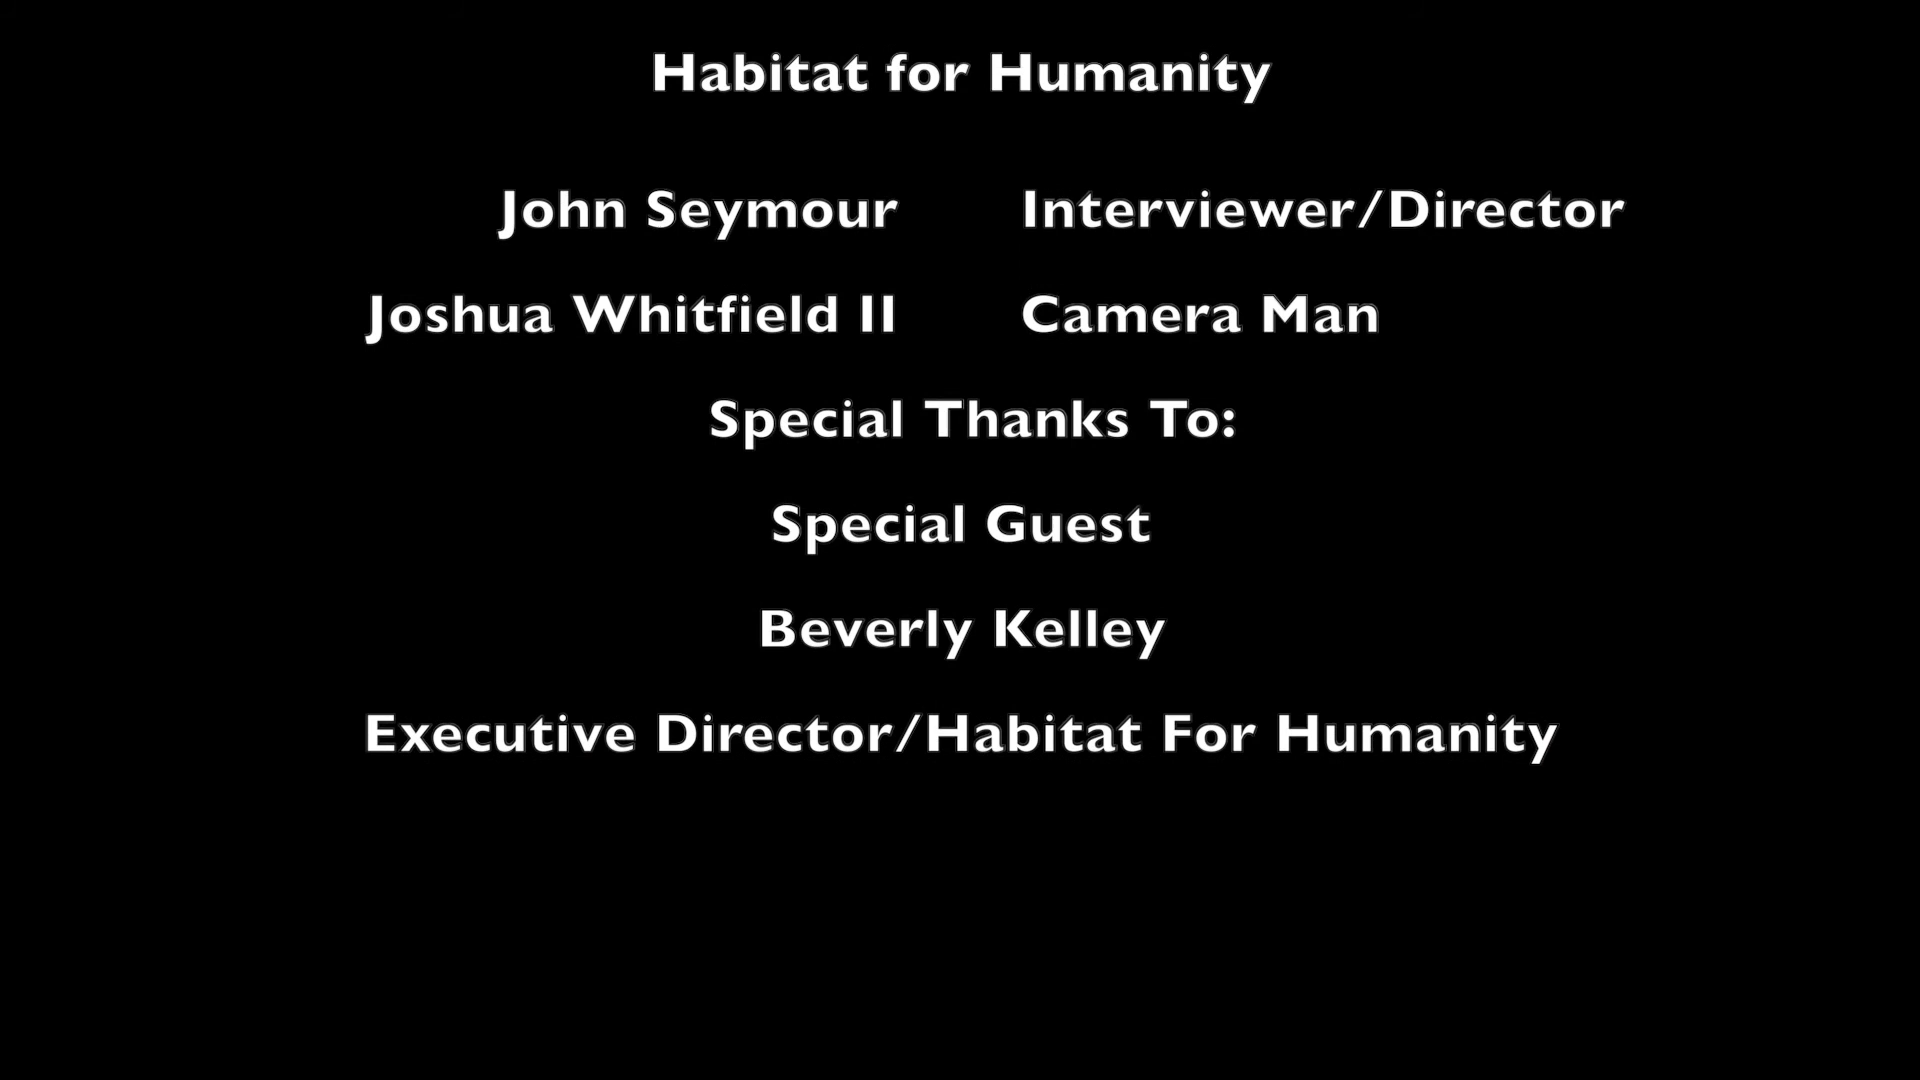 Habitat for Humanity
John Seymour Interviewer/Director
Joshua Whitfield II Camera Man
Special Thanks To:
Special Guest
Beverly Kelley
Executive Director/Habitat For Humanity